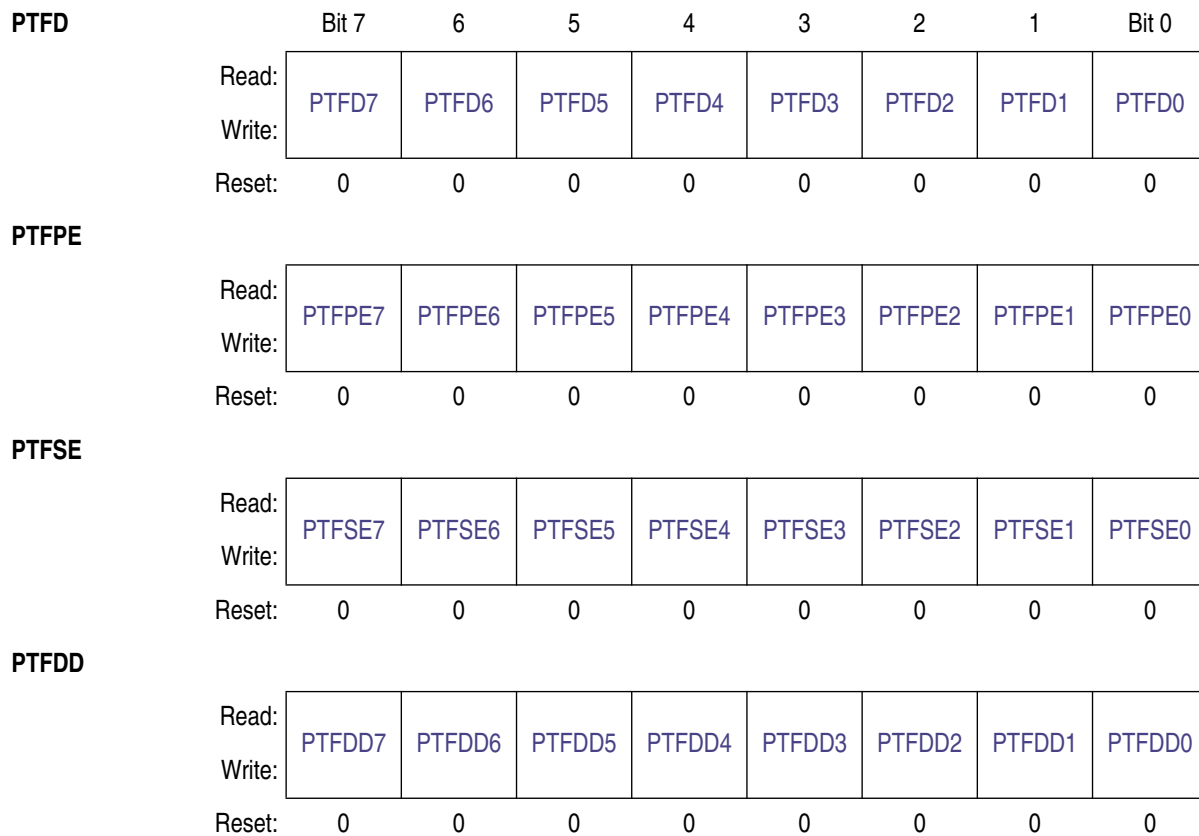 PTFD Bit 7 6 5 4 3 2 1 Bit 0
Read:
PTFD7 PTFD6 PTFD5 PTFD4 PTFD3 PTFD2 PTFD1 PTFD0
Write:
Reset: 0 0 0 0 0 0 0 0
PTFPE
Read:
PTFPE7 PTFPE6 PTFPE5 PTFPE4 PTFPE3 PTFPE2 PTFPE1 PTFPE0
Write:
Reset: 0 0 0 0 0 0 0 0
PTFSE
Read:
PTFSE7 PTFSE6 PTFSE5 PTFSE4 PTFSE3 PTFSE2 PTFSE1 PTFSE0
Write:
Reset: 0 0 0 0 0 0 0 0
PTFDD
Read:
PTFDD7 PTFDD6 PTFDD5 PTFDD4 PTFDD3 PTFDD2 PTFDD1 PTFDD0
Write:
Reset: 0 0 0 0 0 0 0 0